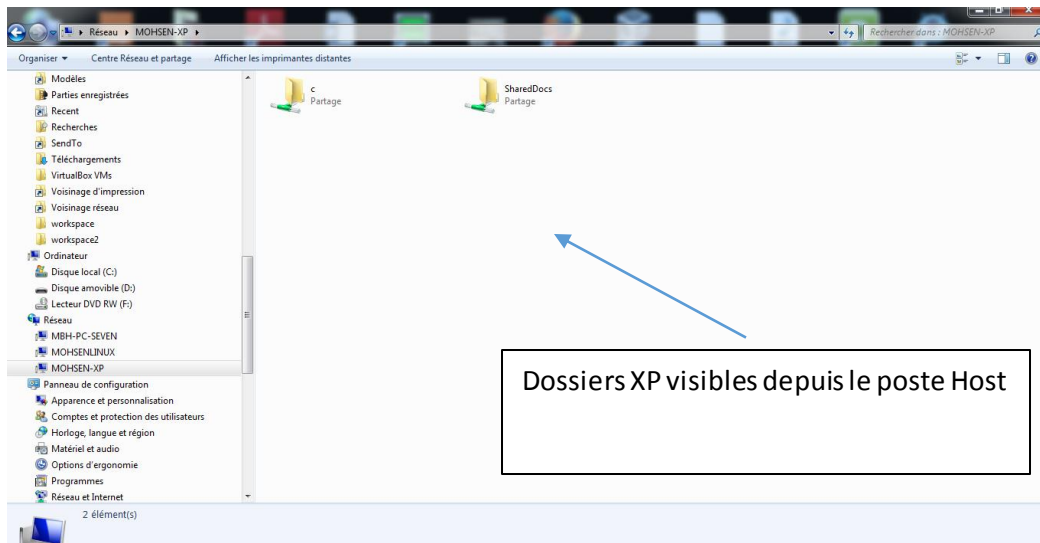 Réseau MOHSEN-XP
Rechercher dans : MOHSEN-XP
Organiser Centre Réseau et partage Afficher les imprimantes distantes
Modèles
Parties enregistrées
Recent
Recherches
SendTo
Téléchargements
VirtualBox VMs
Voisinage d'impression
Voisinage réseau
workspace
workspace2
Ordinateur
Disque local (C:)
Disque amovible (D:)
Lecteur DVD RW (F:)
Réseau
MBH-PC-SEVEN
MOHSENLINUX
MOHSEN-XP
Panneau de configuration
Apparence et personnalisation
Comptes et protection des utilisateurs
Horloge, langue et région
Matériel et audio
Options d'ergonomie
Programmes
Réseau et Internet
c
Partage
SharedDocs
Partage
Dossiers XP visibles depuis le poste Host
2 élément(s)